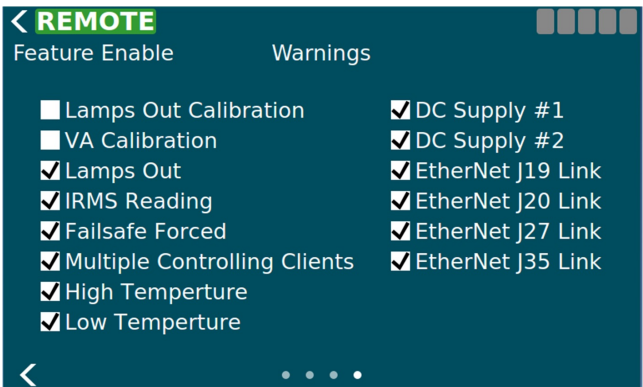 REMOTE
Feature Enable Warnings
Lamps Out Calibration
VA Calibration
Lamps Out
IRMS Reading
Failsafe Forced
Multiple Controlling Clients
High Temperture
Low Temperture
DC Supply #1
DC Supply #2
EtherNet J19 Link
EtherNet J20 Link
EtherNet J27 Link
EtherNet J35 Link